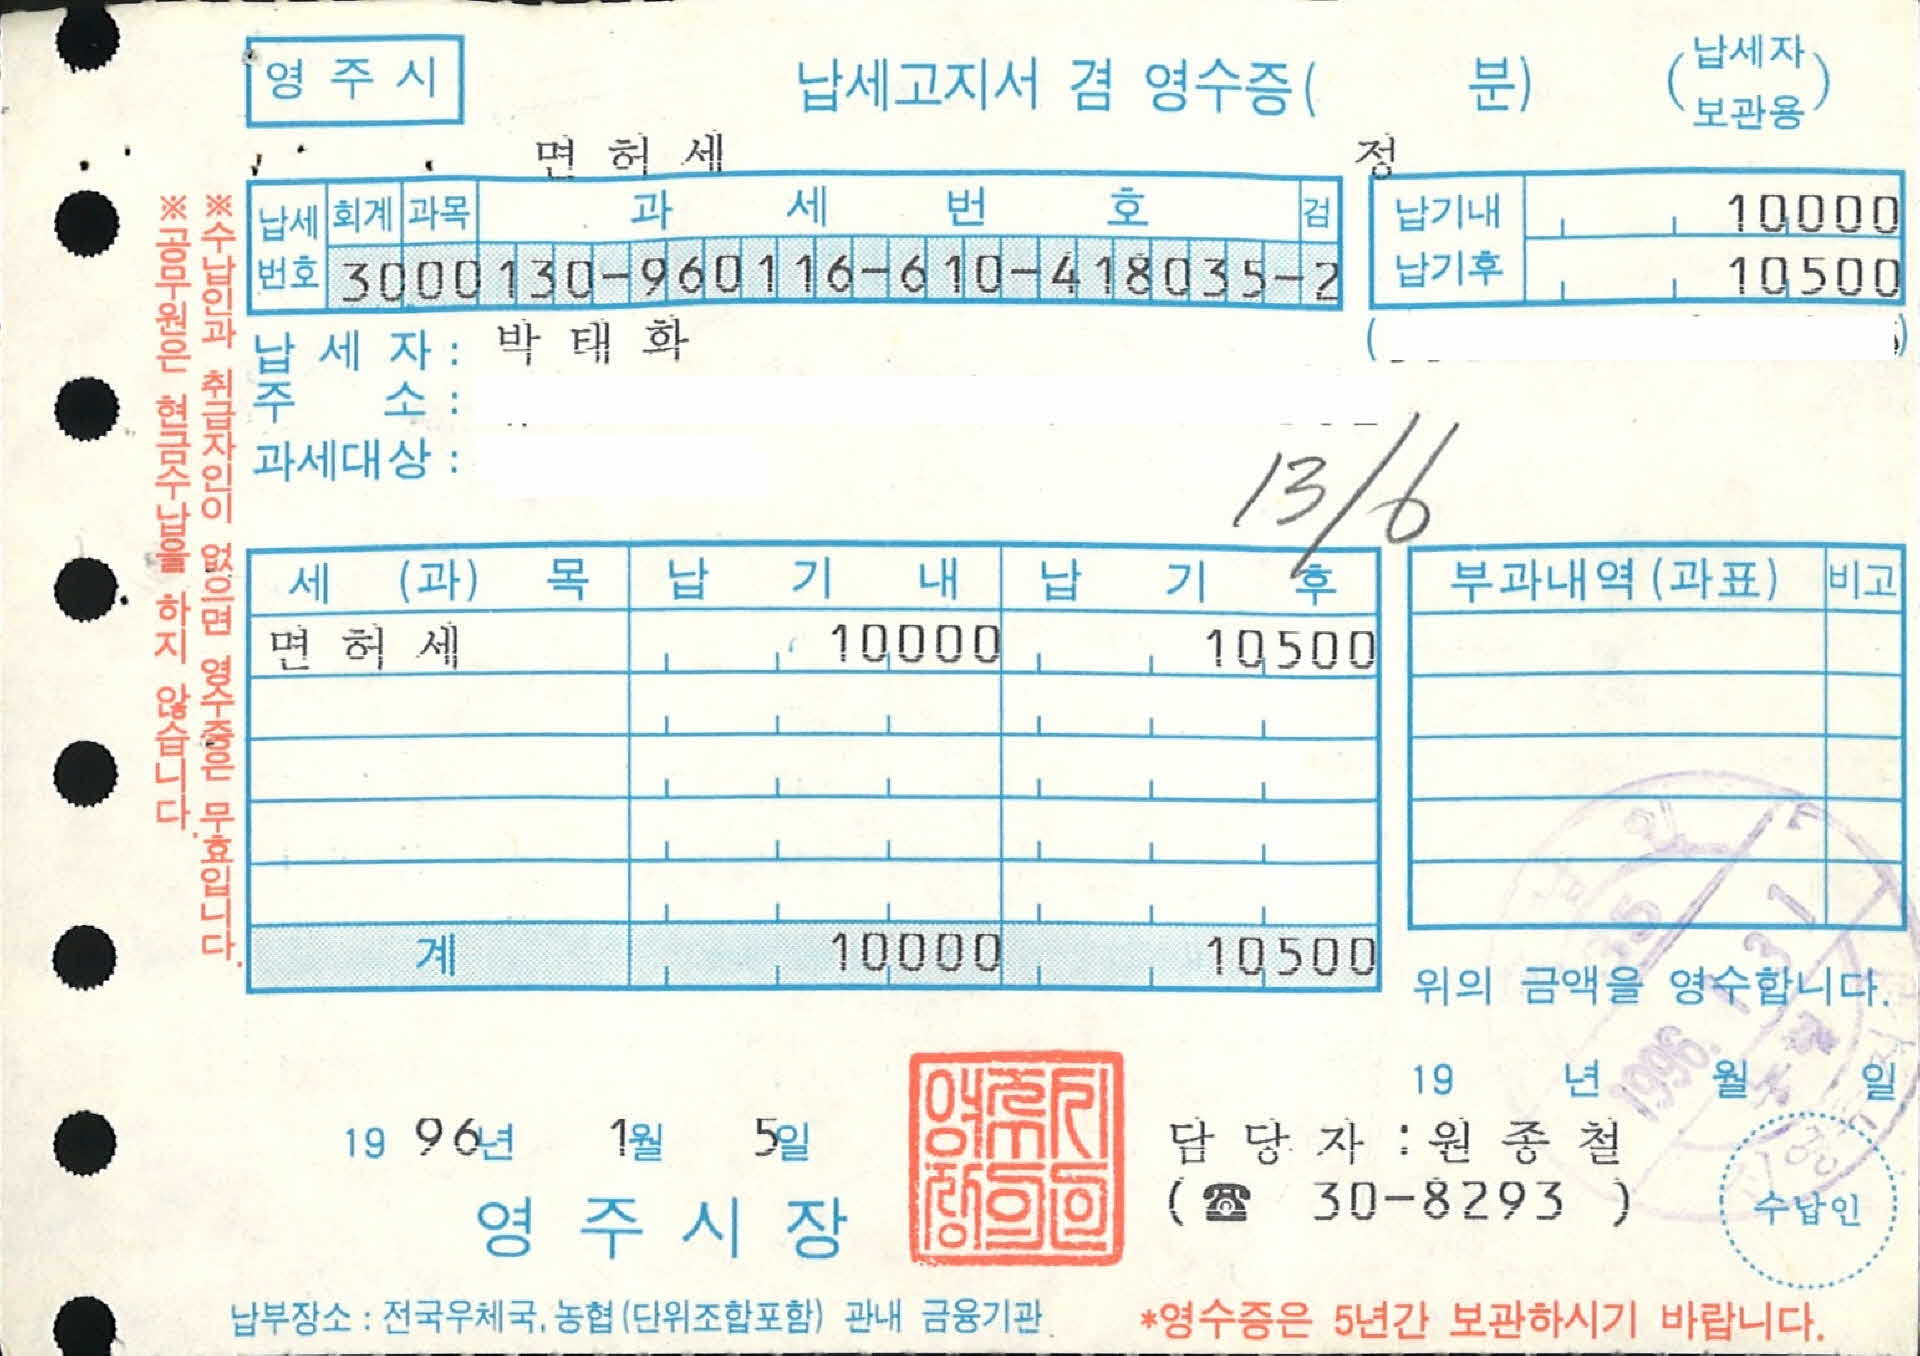 영주시
납세고지서 겸 영수증( 분)
(납세자 보관용)
면허세 정
납세번호 회계 과목 과 세 번 호 검
3000130-960116-610-418035-2
납기내 10000
납기후 10500
납 세 자 : 박태화
주 소 :
과세대상 :
13/6
세 (과) 목 납 기 내 납 기 후
면허세 10000 10500
계 10000 10500
부과내역(과표) 비고
위의 금액을 영수합니다.
19 년 월 일
1996. 1. 31
19 96년 1월 5일
영 주 시 장
영주시장의인
담당자 : 원종철
(☎ 30-8293 )
수납인
납부장소 : 전국우체국, 농협(단위조합포함) 관내 금융기관
*영수증은 5년간 보관하시기 바랍니다.
※수납인과 취급자인이 없으면 영수증은 무효입니다.
※공무원은 현금수납을 하지 않습니다.